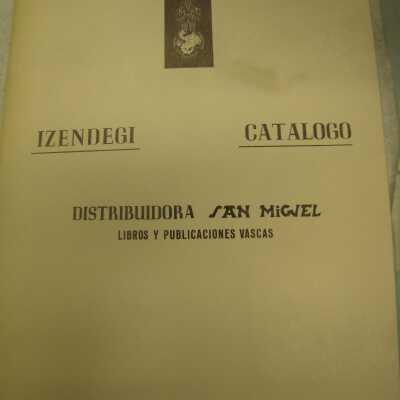 IZENDEGI CATALOGO
DISTRIBUIDORA SAN MIGUEL
LIBROS Y PUBLICACIONES VASCAS